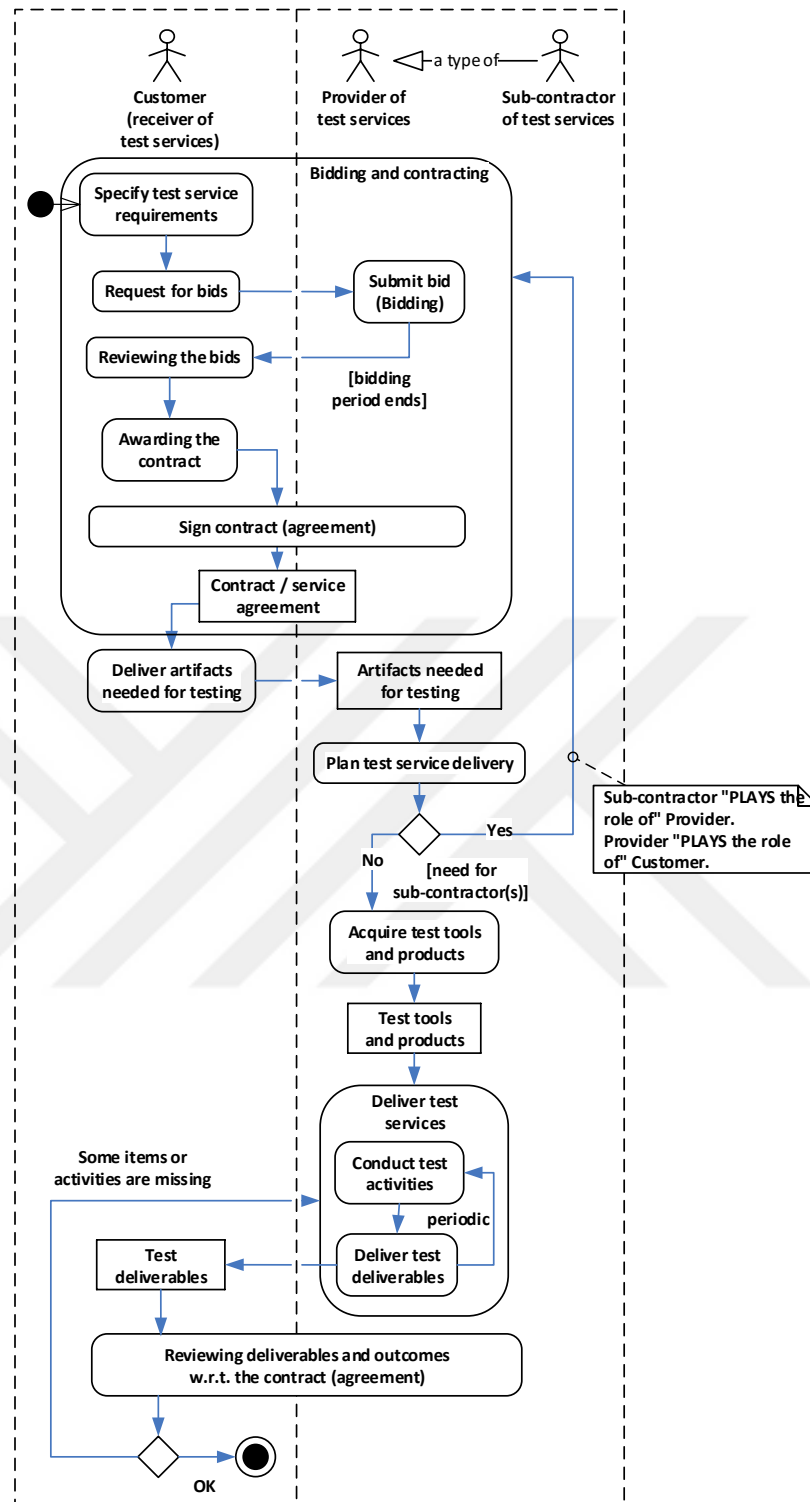 a type of
Customer
(receiver of
test services)
Provider of
test services
Sub-contractor
of test services
Bidding and contracting
Specify test service
requirements
Request for bids
Submit bid
(Bidding)
Reviewing the bids
[bidding
period ends]
Awarding the
contract
Sign contract (agreement)
Contract / service
agreement
Deliver artifacts
needed for testing
Artifacts needed
for testing
Plan test service delivery
Sub-contractor "PLAYS the
role of" Provider.
Provider "PLAYS the role
of" Customer.
Yes
No
[need for
sub-contractor(s)]
Acquire test tools
and products
Test tools
and products
Deliver test
services
Some items or
activities are missing
Conduct test
activities
periodic
Deliver test
deliverables
Test
deliverables
Reviewing deliverables and outcomes
w.r.t. the contract (agreement)
OK